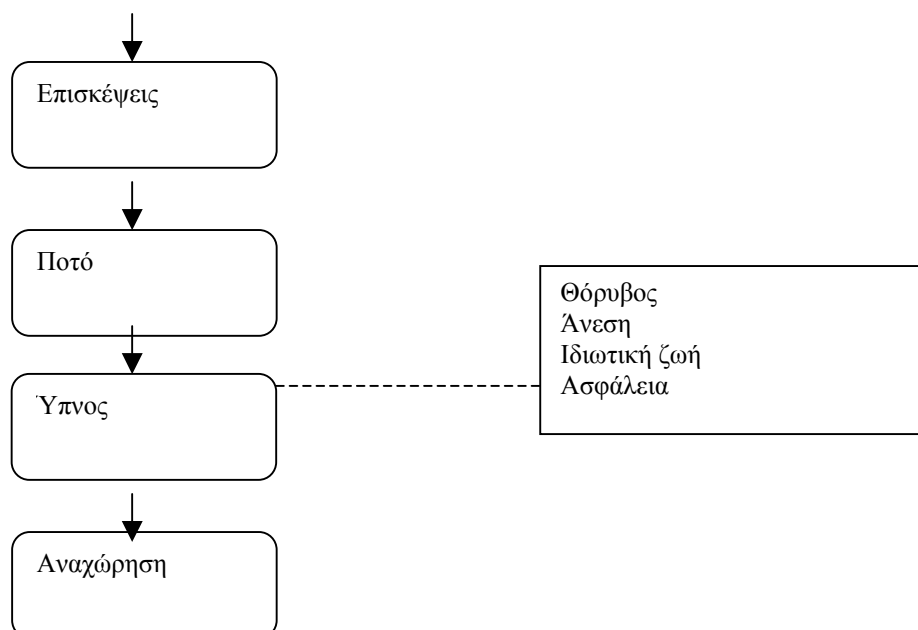 Επισκέψεις
Ποτό
Ύπνος
Θόρυβος
Άνεση
Ιδιωτική ζωή
Ασφάλεια
Αναχώρηση